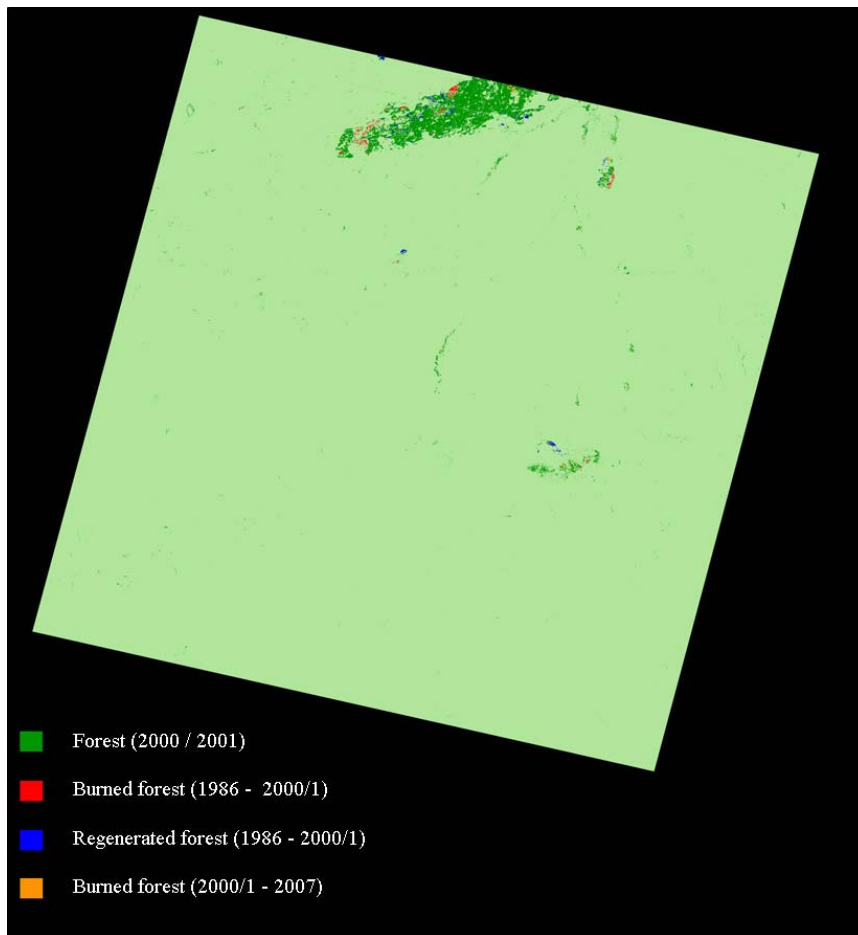 Forest (2000 / 2001)
Burned forest (1986 - 2000/1)
Regenerated forest (1986 - 2000/1)
Burned forest (2000/1 - 2007)